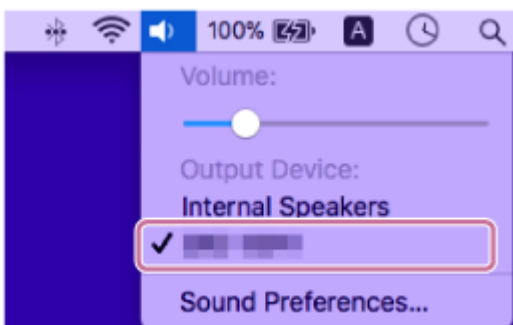 100% A
Volume:
Output Device:
Internal Speakers
Sound Preferences...